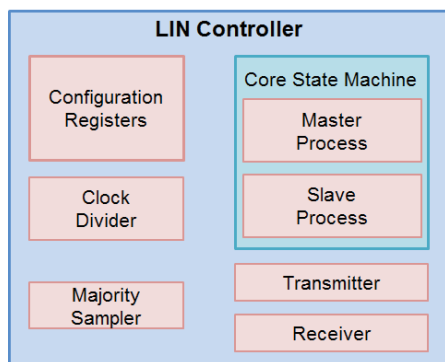 LIN Controller
Configuration
Registers
Clock
Divider
Majority
Sampler
Core State Machine
Master
Process
Slave
Process
Transmitter
Receiver